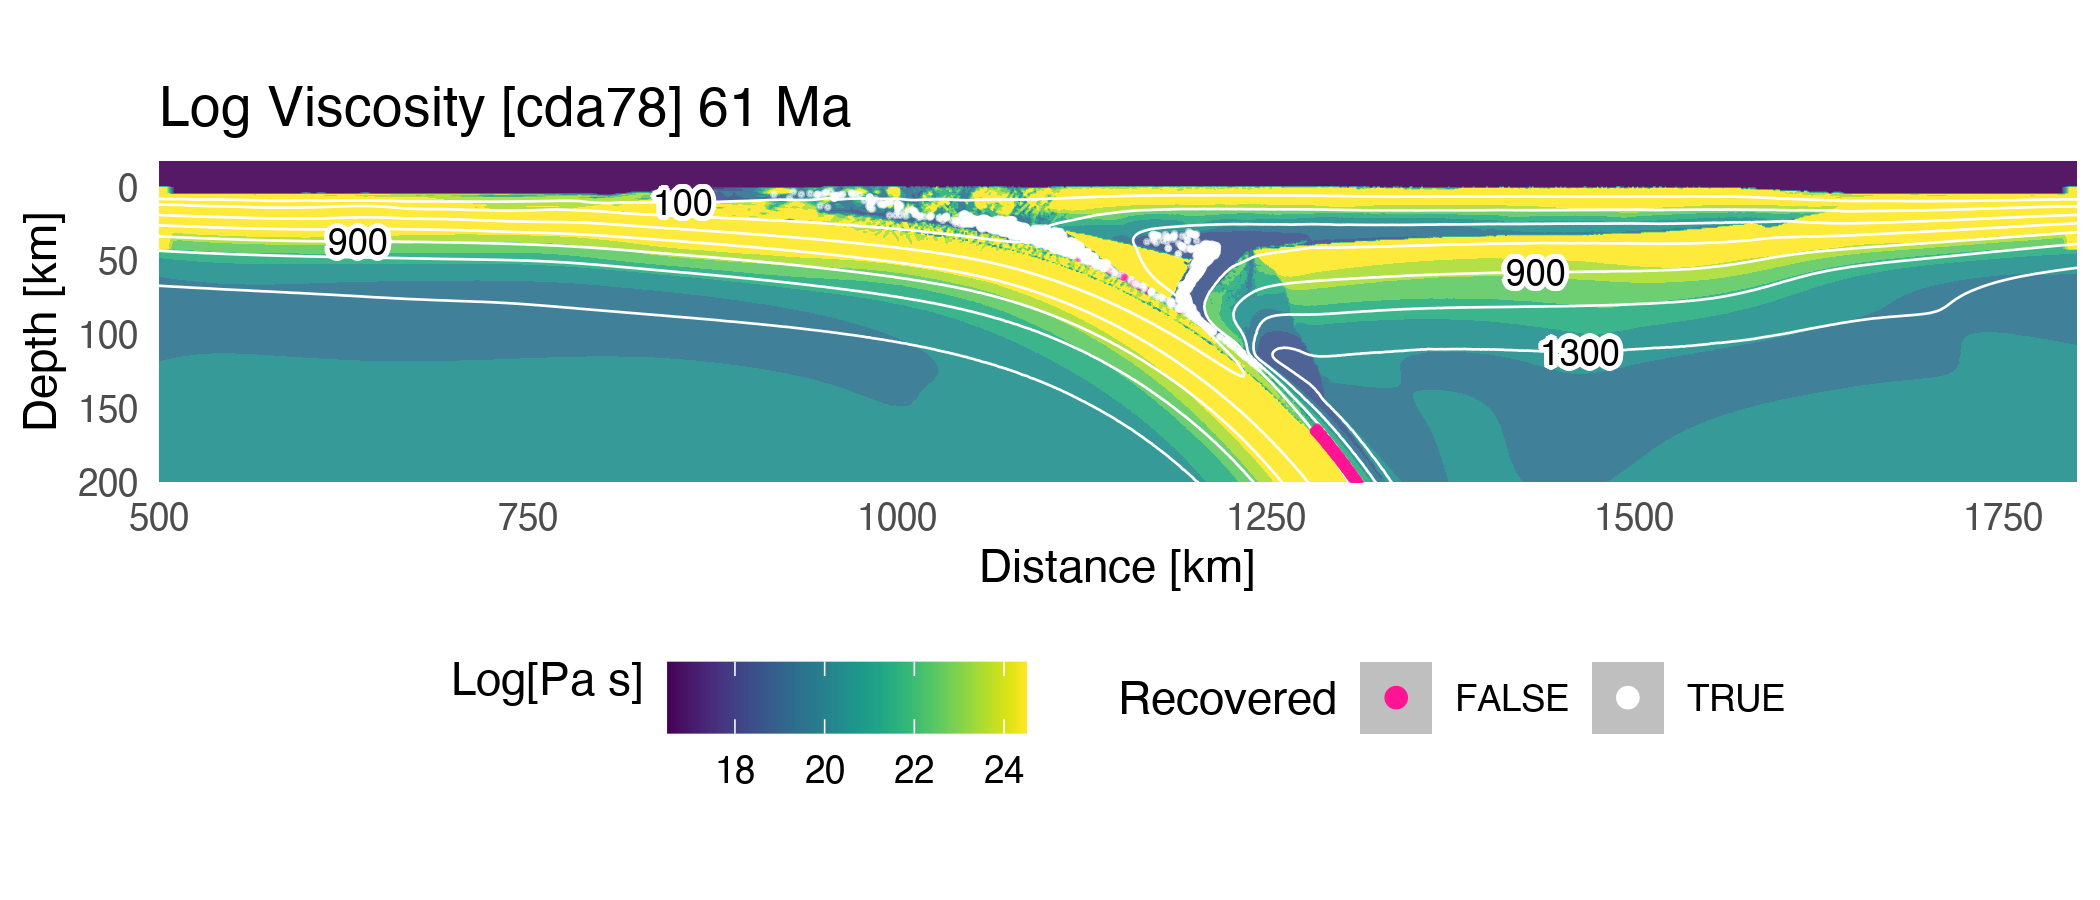 Log Viscosity [cda78] 61 Ma
0
50
100
150
200
Depth [km]
100
900
900
1300
500 750 1000 1250 1500 1750
Distance [km]
Log[Pa s]
18 20 22 24
Recovered FALSE TRUE